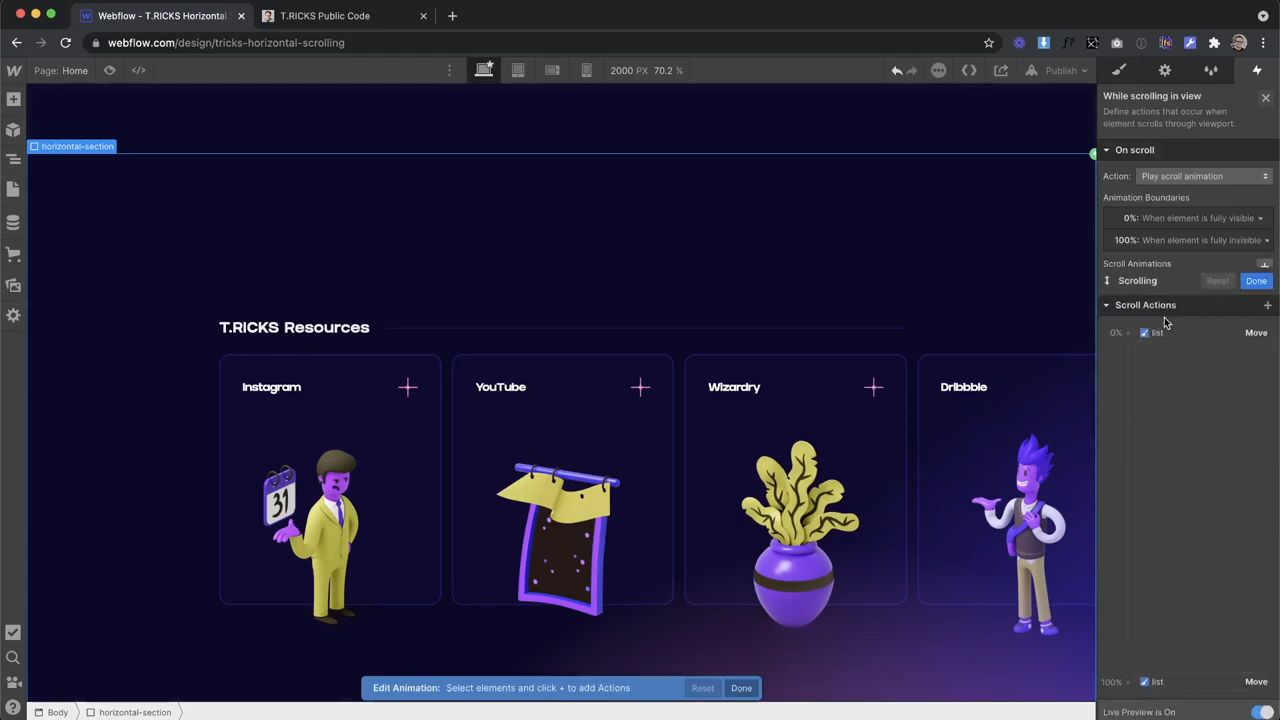 Webflow - T.RICKS Horizontal
T.RICKS Public Code
webflow.com/design/tricks-horizontal-scrolling
Page: Home
2000 PX 70.2 %
Publish
horizontal-section
T.RICKS Resources
Instagram
YouTube
Wizardry
Dribbble
31
Edit Animation: Select elements and click + to add Actions
Reset
Done
Body
horizontal-section
While scrolling in view
Define actions that occur when
element scrolls through viewport.
On scroll
Action: Play scroll animation
Animation Boundaries
0%: When element is fully visible
100%: When element is fully invisible
Scroll Animations
Scrolling Reset Done
Scroll Actions
0% list Move
100% list Move
Live Preview is On